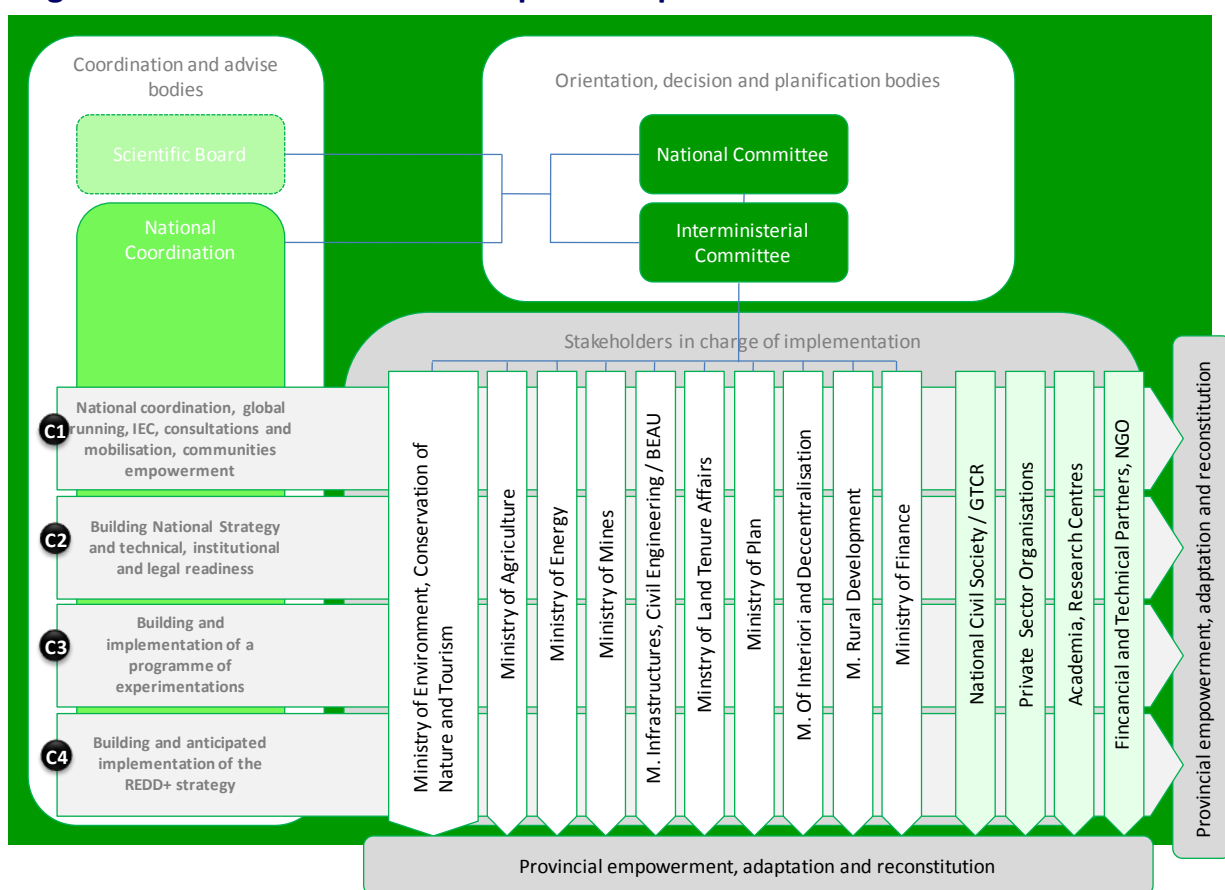 Coordination and advise
bodies
Orientation, decision and planification bodies
Scientific Board
National Committee
National
Coordination
Interministerial
Committee
Stakeholders in charge of implementation
C1
National coordination, global
running, IEC, consultations and
mobilisation, communities
empowerment
C2
Building National Strategy
and technical, institutional
and legal readiness
C3
Building and
implementation of a
programme of
experimentations
C4
Building and anticipated
implementation of the
REDD+ strategy
Ministry of Environment, Conservation of
Nature and Tourism
Ministry of Agriculture
Ministry of Energy
Ministry of Mines
M. Infrastructures, Civil Engineering / BEAU
Minstry of Land Tenure Affairs
Ministry of Plan
M. Of Interiori and Deccentralisation
M. Rural Development
Ministry of Finance
National Civil Society / GTCR
Private Sector Organisations
Academia, Research Centres
Fincancial and Technical Partners, NGO
Provincial empowerment, adaptation and reconstitution
Provincial empowerment, adaptation and reconstitution